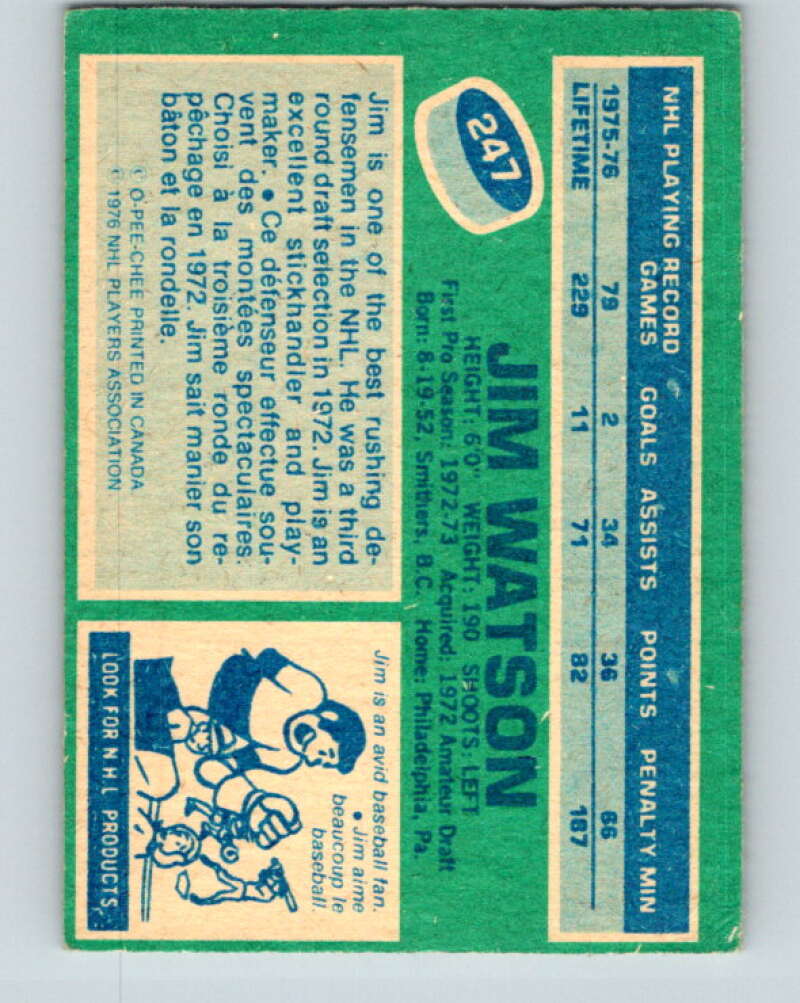 NHL PLAYING RECORD
GAMES GOALS ASSISTS POINTS PENALTY MIN
1975-76 79 2 34 36 66
LIFETIME 229 11 71 82 187
247
JIM WATSON
HEIGHT: 6'0" WEIGHT: 190 SHOOTS: LEFT
First Pro Season: 1972-73 Acquired: 1972 Amateur Draft
Born: 8-19-52, Smithers, B.C. Home: Philadelphia, Pa.
Jim is one of the best rushing de-
fensemen in the NHL. He was a third
round draft selection in 1972. Jim is an
excellent stickhandler and play-
maker. • Ce défenseur effectue sou-
vent des montées spectaculaires.
Choisi à la troisième ronde du re-
pêchage en 1972. Jim sait manier son
bâton et la rondelle.
© O-PEE-CHEE PRINTED IN CANADA
© 1976 NHL PLAYERS ASSOCIATION
Jim is an avid baseball fan.
• Jim aime
beaucoup le
baseball.
LOOK FOR N.H.L. PRODUCTS